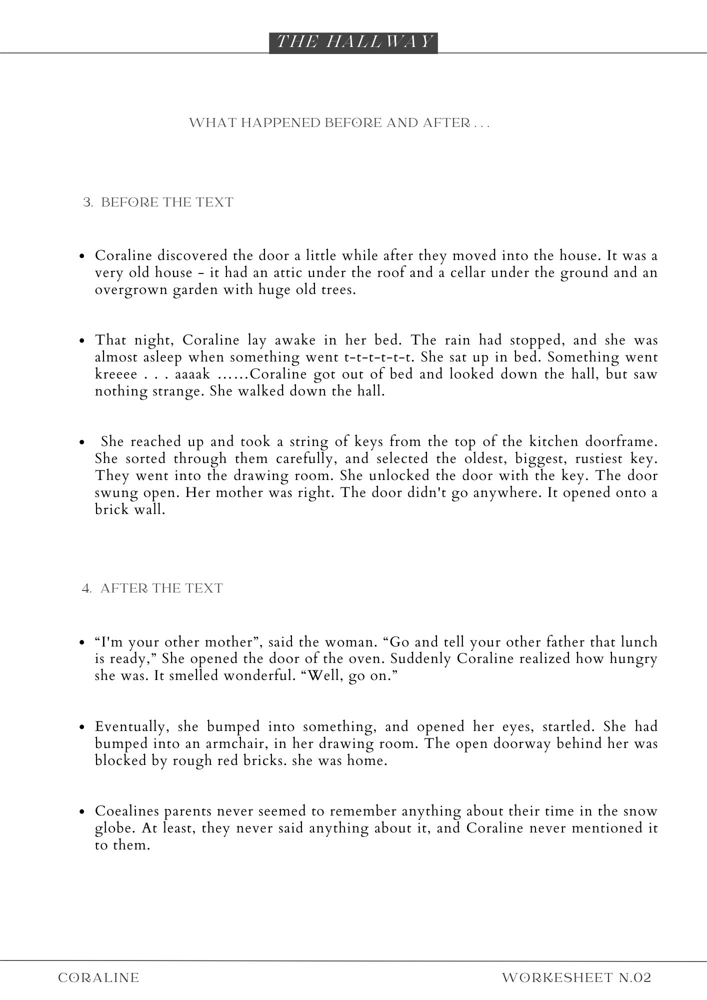 THE HALLWAY
WHAT HAPPENED BEFORE AND AFTER . . .
3. BEFORE THE TEXT
• Coraline discovered the door a little while after they moved into the house. It was a
very old house - it had an attic under the roof and a cellar under the ground and an
overgrown garden with huge old trees.
• That night, Coraline lay awake in her bed. The rain had stopped, and she was
almost asleep when something went t-t-t-t-t-t. She sat up in bed. Something went
kreeee . . . aaaak ......Coraline got out of bed and looked down the hall, but saw
nothing strange. She walked down the hall.
• She reached up and took a string of keys from the top of the kitchen doorframe.
She sorted through them carefully, and selected the oldest, biggest, rustiest key.
They went into the drawing room. She unlocked the door with the key. The door
swung open. Her mother was right. The door didn't go anywhere. It opened onto a
brick wall.
4. AFTER THE TEXT
• “I'm your other mother”, said the woman. “Go and tell your other father that lunch
is ready,” She opened the door of the oven. Suddenly Coraline realized how hungry
she was. It smelled wonderful. “Well, go on.”
• Eventually, she bumped into something, and opened her eyes, startled. She had
bumped into an armchair, in her drawing room. The open doorway behind her was
blocked by rough red bricks. she was home.
• Coealines parents never seemed to remember anything about their time in the snow
globe. At least, they never said anything about it, and Coraline never mentioned it
to them.
CORALINE
WORKESHEET N.02